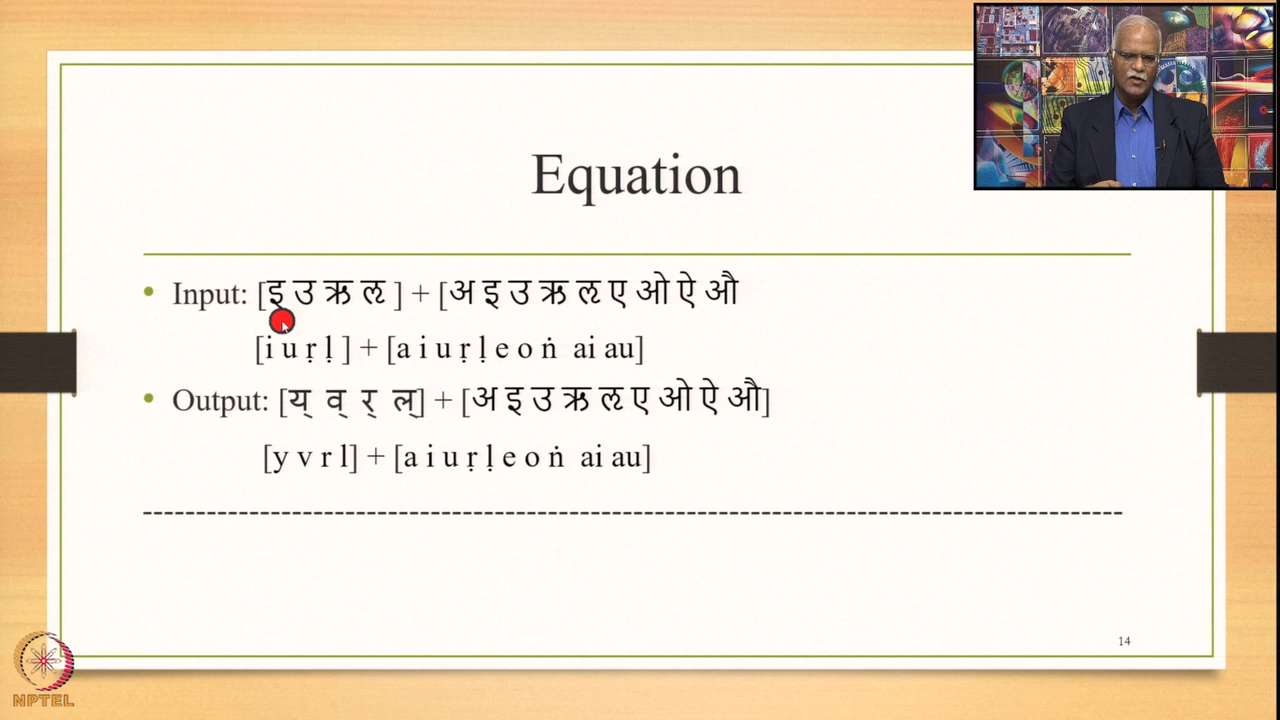 Equation
• Input: [इ उ ऋ ऌ ] + [अ इ उ ऋ ऌ ए ओ ऐ औ
[i u ṛ ḷ ] + [a i u ṛ ḷ e o ṅ ai au]
• Output: [य् व् र् ल्] + [अ इ उ ऋ ऌ ए ओ ऐ औ]
[y v r l] + [a i u ṛ ḷ e o ṅ ai au]
--------------------------------------------------------------------------------------
14
NPTEL